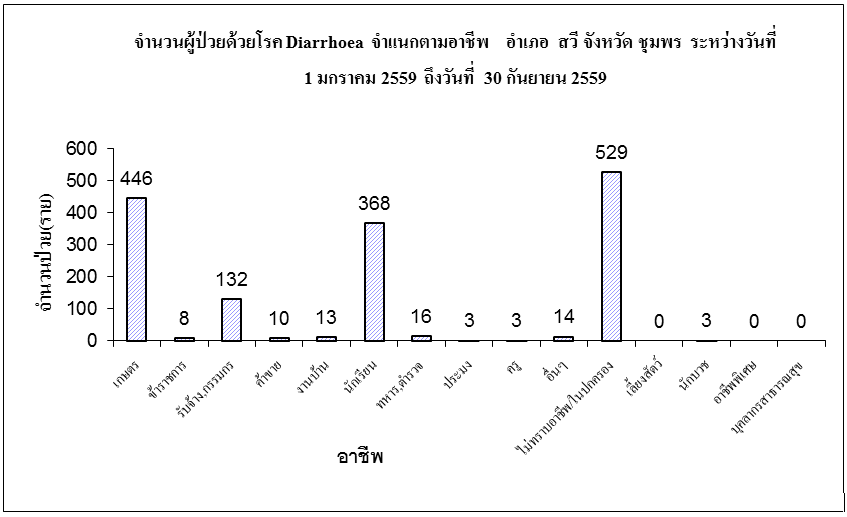 จำนวนผู้ป่วยด้วยโรค Diarrhoea จำแนกตามอาชีพ อำเภอ สวี จังหวัด ชุมพร ระหว่างวันที่
1 มกราคม 2559 ถึงวันที่ 30 กันยายน 2559
จำนวนป่วย(ราย)
600
500
400
300
200
100
0
446
8
132
10
13
368
16
3
3
14
529
0
3
0
0
เกษตร
ข้าราชการ
รับจ้าง,กรรมกร
ค้าขาย
งานบ้าน
นักเรียน
ทหาร,ตำรวจ
ประมง
ครู
อื่นๆ
ไม่ทราบอาชีพ/ในปกครอง
เลี้ยงสัตว์
นักบวช
อาชีพพิเศษ
บุคลากรสาธารณสุข
อาชีพ